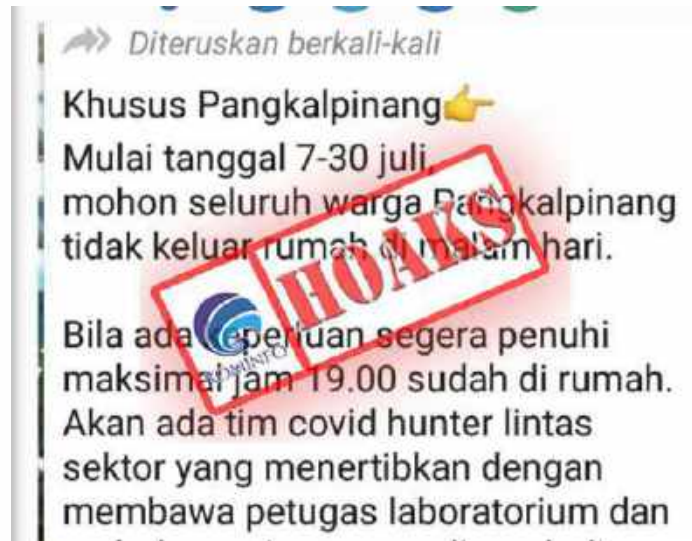 Diteruskan berkali-kali
Khusus Pangkalpinang👉
Mulai tanggal 7-30 juli,
mohon seluruh warga Pangkalpinang
tidak keluar rumah di malam hari.
HOAKS
KOMINFO
Bila ada keperluan segera penuhi
maksimal jam 19.00 sudah di rumah.
Akan ada tim covid hunter lintas
sektor yang menertibkan dengan
membawa petugas laboratorium dan